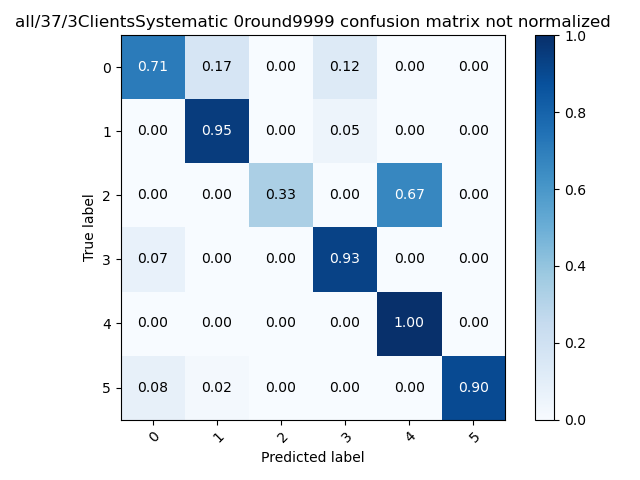 all/37/3ClientsSystematic 0round9999 confusion matrix not normalized
0 0.71 0.17 0.00 0.12 0.00 0.00
1 0.00 0.95 0.00 0.05 0.00 0.00
2 0.00 0.00 0.33 0.00 0.67 0.00
3 0.07 0.00 0.00 0.93 0.00 0.00
4 0.00 0.00 0.00 0.00 1.00 0.00
5 0.08 0.02 0.00 0.00 0.00 0.90
0 1 2 3 4 5
True label
Predicted label
1.0
0.8
0.6
0.4
0.2
0.0